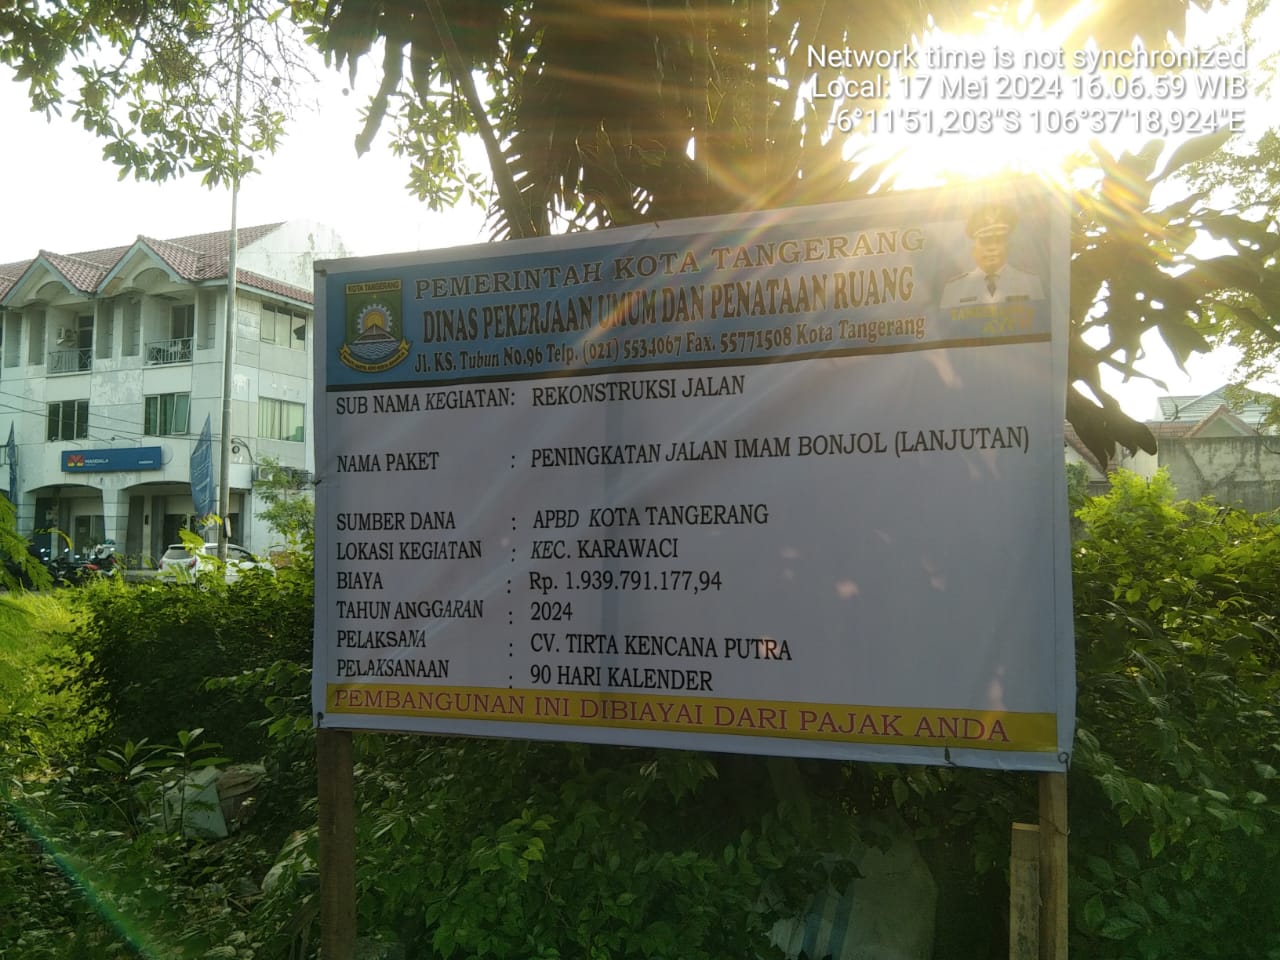 Network time is not synchronized
Local: 17 Mei 2024 16.06.59 WIB
-6°11'51,203"S 106°37'18,924"E
KOTA TANGERANG
PEMERINTAH KOTA TANGERANG
DINAS PEKERJAAN UMUM DAN PENATAAN RUANG
Jl. KS. Tubun No.96 Telp. (021) 5534067 Fax. 55771508 Kota Tangerang
SUB NAMA KEGIATAN: REKONSTRUKSI JALAN
NAMA PAKET : PENINGKATAN JALAN IMAM BONJOL (LANJUTAN)
SUMBER DANA : APBD KOTA TANGERANG
LOKASI KEGIATAN : KEC. KARAWACI
BIAYA : Rp. 1.939.791.177,94
TAHUN ANGGARAN : 2024
PELAKSANA : CV. TIRTA KENCANA PUTRA
PELAKSANAAN : 90 HARI KALENDER
PEMBANGUNAN INI DIBIAYAI DARI PAJAK ANDA
MANDALA